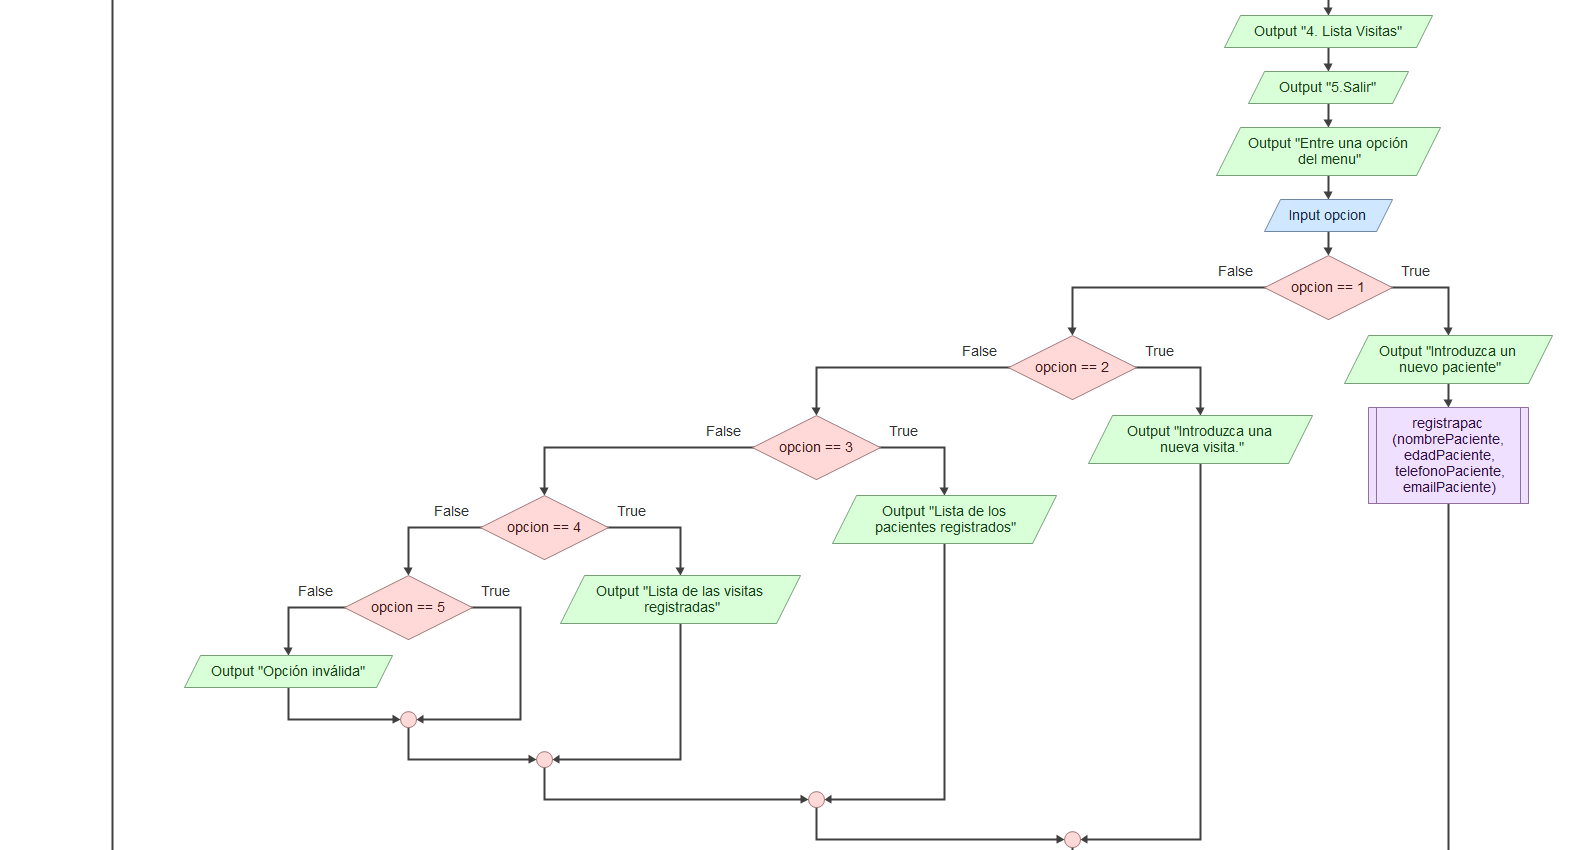 Output "4. Lista Visitas"
Output "5.Salir"
Output "Entre una opción
del menu"
Input opcion
False
True
opcion == 1
False
True
opcion == 2
Output "Introduzca un
nuevo paciente"
False
True
opcion == 3
Output "Introduzca una
nueva visita."
registrapac
(nombrePaciente,
edadPaciente,
telefonoPaciente,
emailPaciente)
False
True
opcion == 4
Output "Lista de los
pacientes registrados"
False
True
opcion == 5
Output "Lista de las visitas
registradas"
Output "Opción inválida"